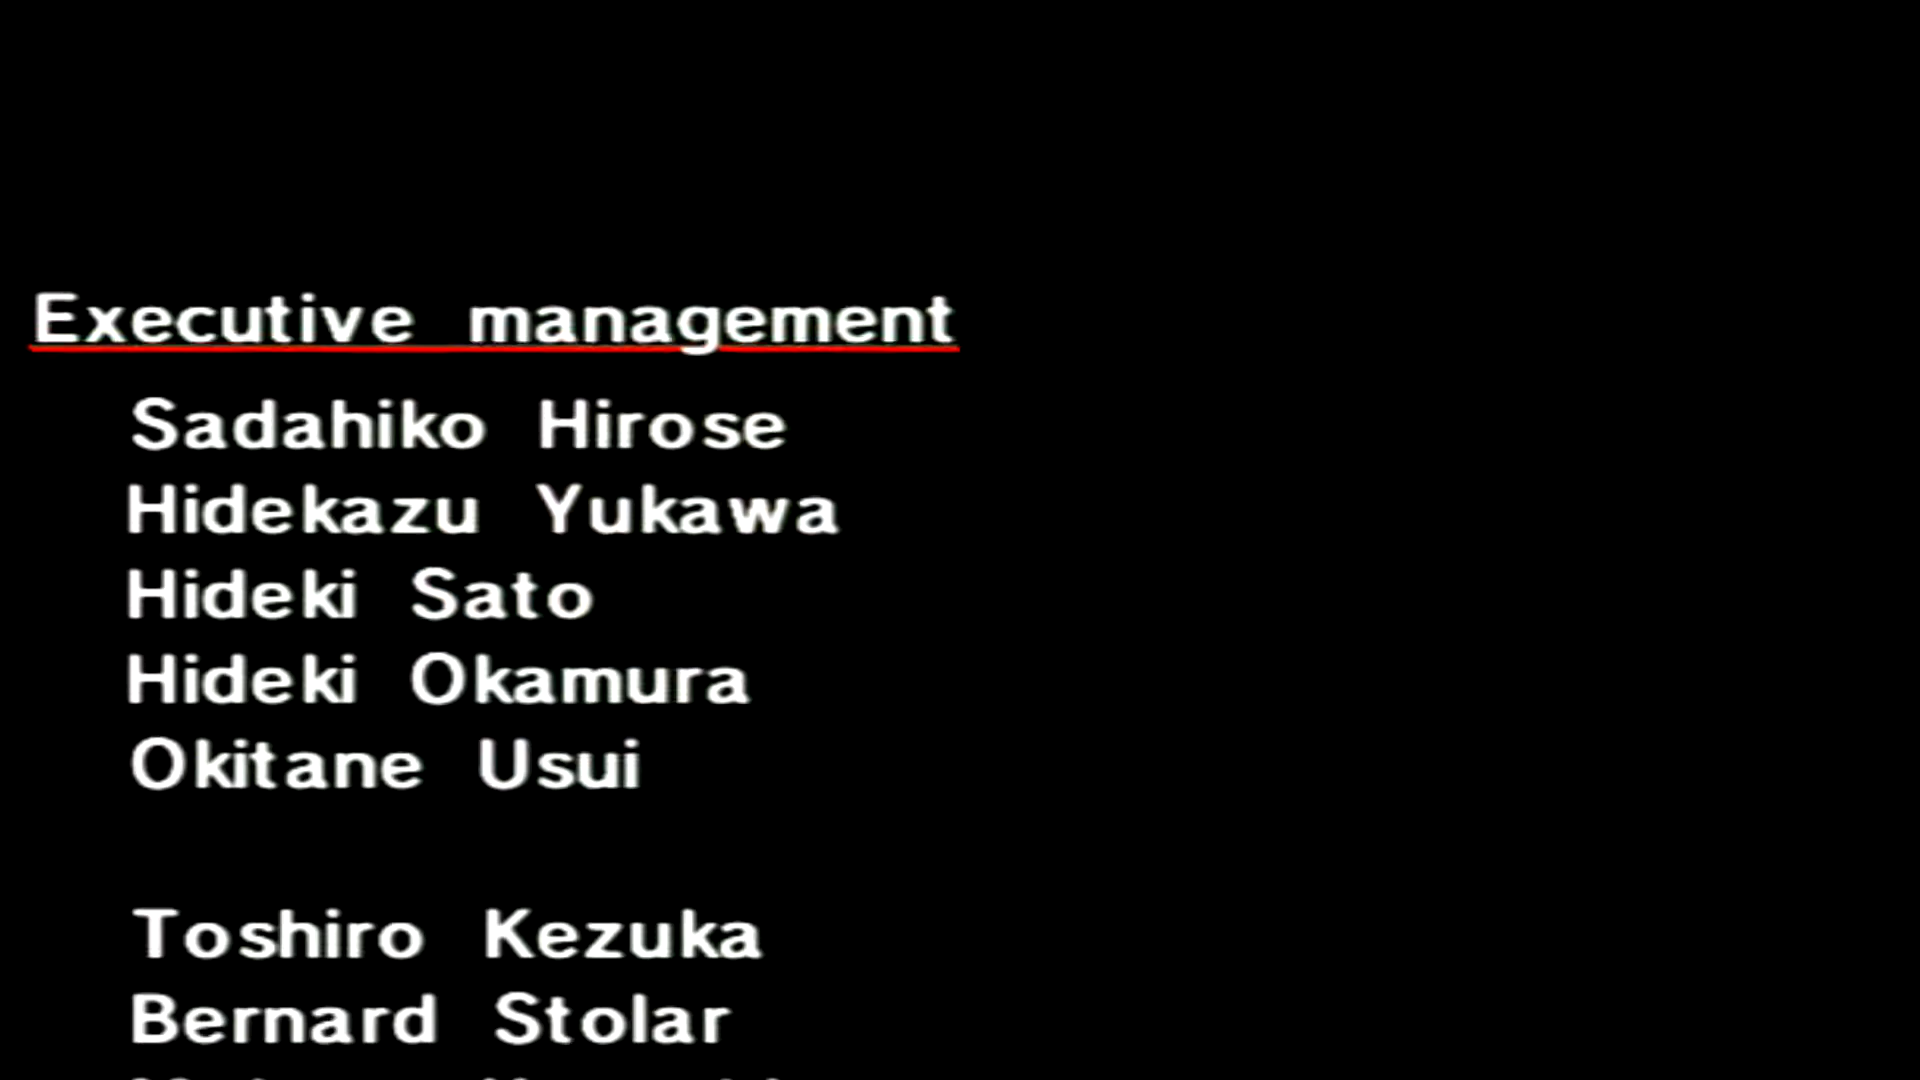 Executive management
Sadahiko Hirose
Hidekazu Yukawa
Hideki Sato
Hideki Okamura
Okitane Usui
Toshiro Kezuka
Bernard Stolar